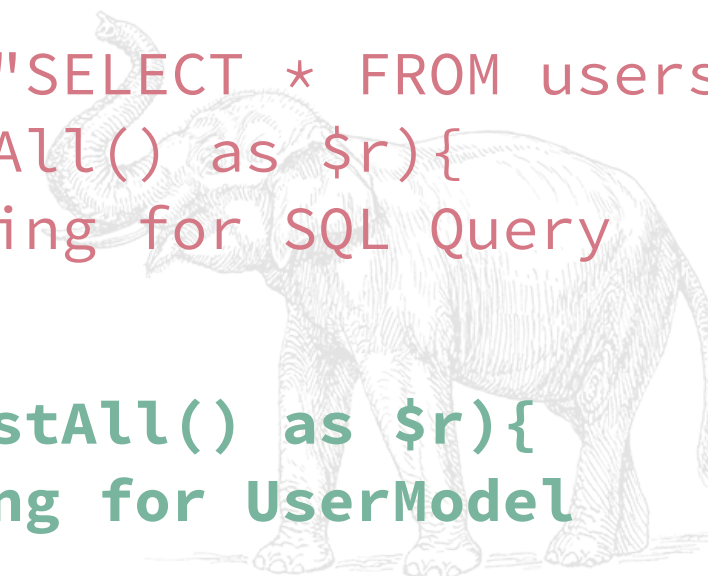 "SELECT * FROM users
All() as $r){
ing for SQL Query
stAll() as $r){
ng for UserModel